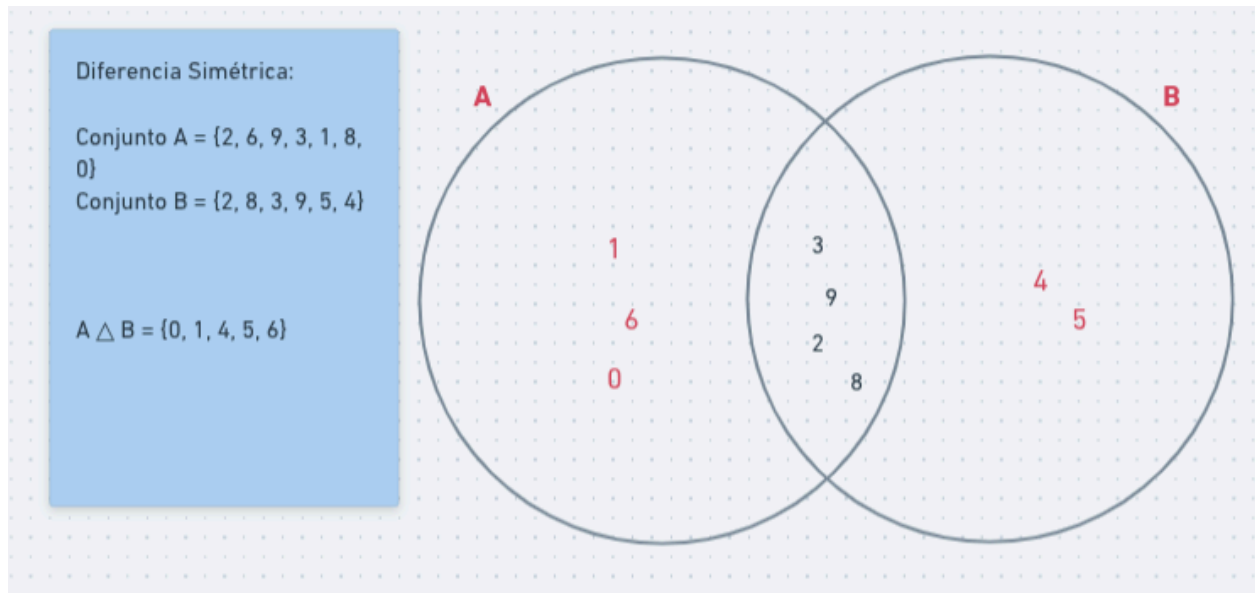 Diferencia Simétrica:
Conjunto A = {2, 6, 9, 3, 1, 8,
0}
Conjunto B = {2, 8, 3, 9, 5, 4}
A △ B = {0, 1, 4, 5, 6}
A
B
1
6
0
3
9
2
8
4
5